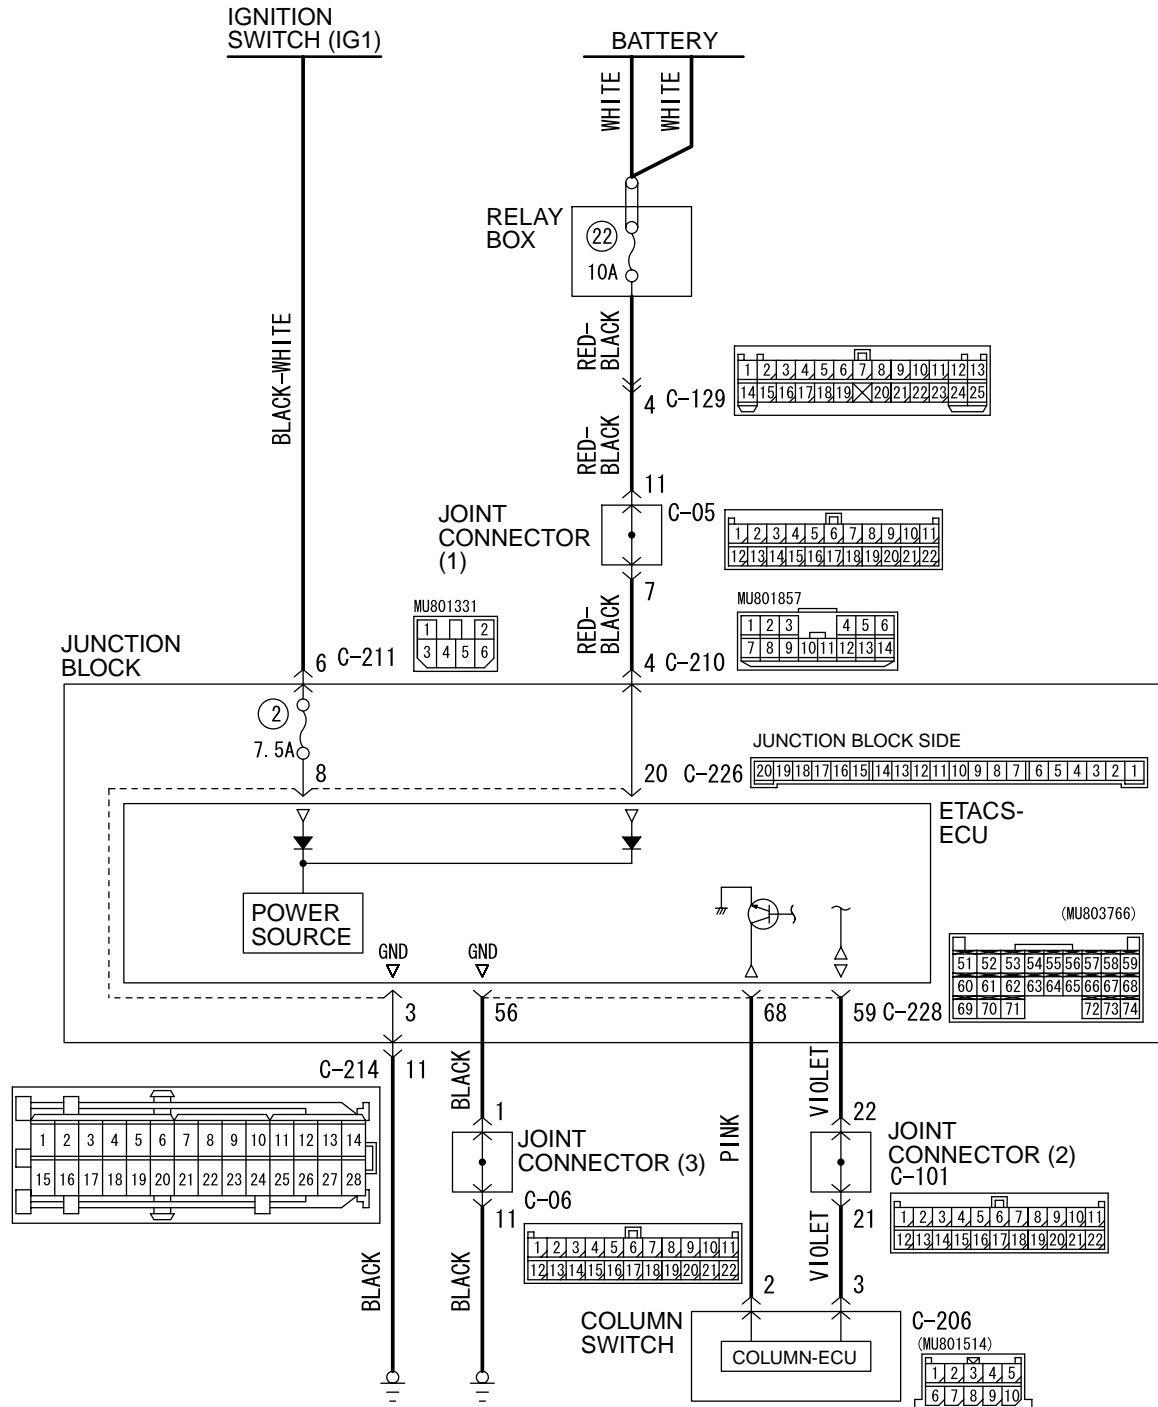 IGNITION
SWITCH (IG1)
BATTERY
WHITE
WHITE
RELAY
BOX
22
10A
BLACK-WHITE
RED-
BLACK
4 C-129
1 2 3 4 5 6 7 8 9 10 11 12 13
14 15 16 17 18 19 20 21 22 23 24 25
RED-
BLACK
11
C-05
JOINT
CONNECTOR
(1)
1 2 3 4 5 6 7 8 9 10 11
12 13 14 15 16 17 18 19 20 21 22
7
RED-
BLACK
MU801331
1 2
3 4 5 6
MU801857
1 2 3 4 5 6
7 8 9 10 11 12 13 14
JUNCTION
BLOCK
6 C-211
4 C-210
2
7.5A
8
JUNCTION BLOCK SIDE
20 C-226
20 19 18 17 16 15 14 13 12 11 10 9 8 7 6 5 4 3 2 1
ETACS-
ECU
POWER
SOURCE
GND
GND
(MU803766)
51 52 53 54 55 56 57 58 59
60 61 62 63 64 65 66 67 68
69 70 71 72 73 74
3
56
68
59 C-228
C-214 11
1 2 3 4 5 6 7 8 9 10 11 12 13 14
15 16 17 18 19 20 21 22 23 24 25 26 27 28
BLACK
1
JOINT
CONNECTOR (3)
C-06
11
1 2 3 4 5 6 7 8 9 10 11
12 13 14 15 16 17 18 19 20 21 22
PINK
VIOLET
22
JOINT
CONNECTOR (2)
C-101
21
1 2 3 4 5 6 7 8 9 10 11
12 13 14 15 16 17 18 19 20 21 22
BLACK
BLACK
VIOLET
2
3
COLUMN
SWITCH
COLUMN-ECU
C-206
(MU801514)
1 2 3 4 5
6 7 8 9 10